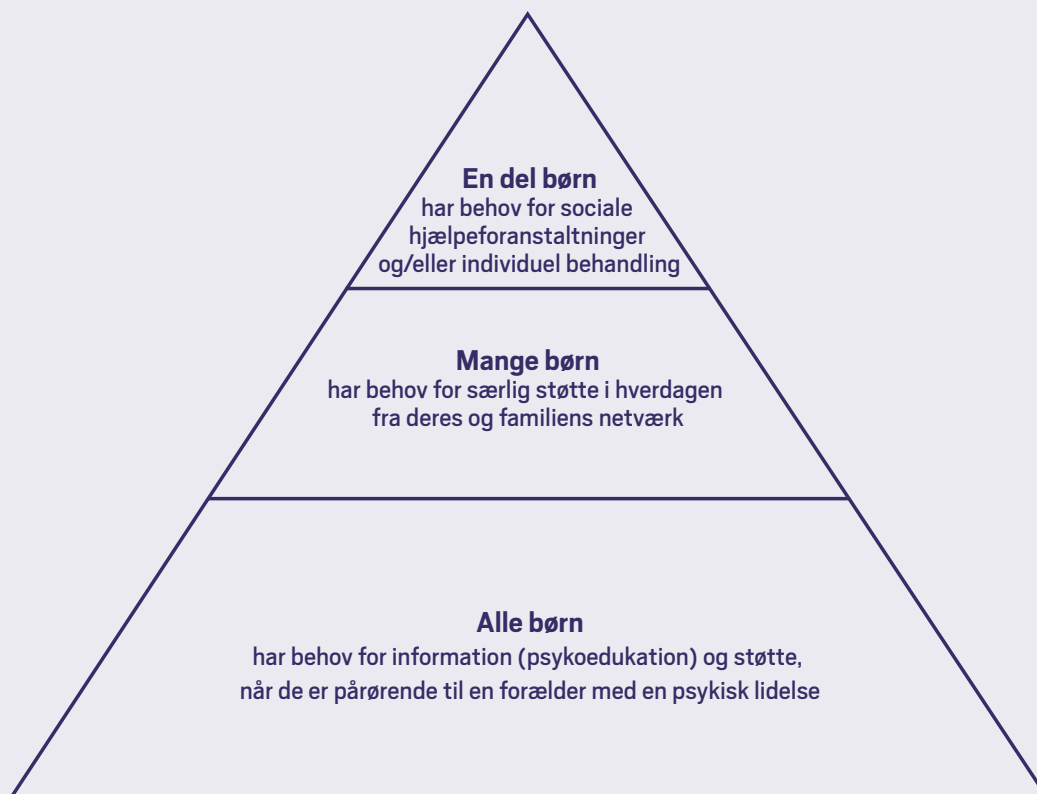 En del børn
har behov for sociale
hjælpeforanstaltninger
og/eller individuel behandling
Mange børn
har behov for særlig støtte i hverdagen
fra deres og familiens netværk
Alle børn
har behov for information (psykoedukation) og støtte,
når de er pårørende til en forælder med en psykisk lidelse